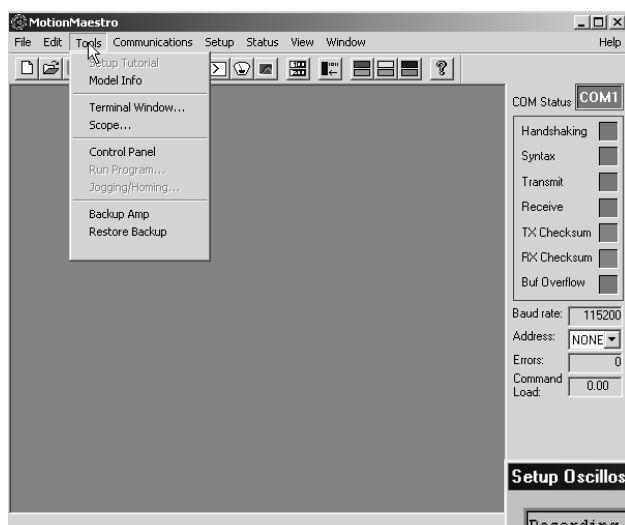 MotionMaestro
File Edit Tools Communications Setup Status View Window Help
Setup Tutorial
Model Info
Terminal Window...
Scope...
Control Panel
Run Program...
Jogging/Homing...
Backup Amp
Restore Backup
COM Status COM1
Handshaking
Syntax
Transmit
Receive
TX Checksum
RX Checksum
Buf Overflow
Baud rate: 115200
Address: NONE
Errors: 0
Command Load: 0.00
Setup Oscillos
Recording